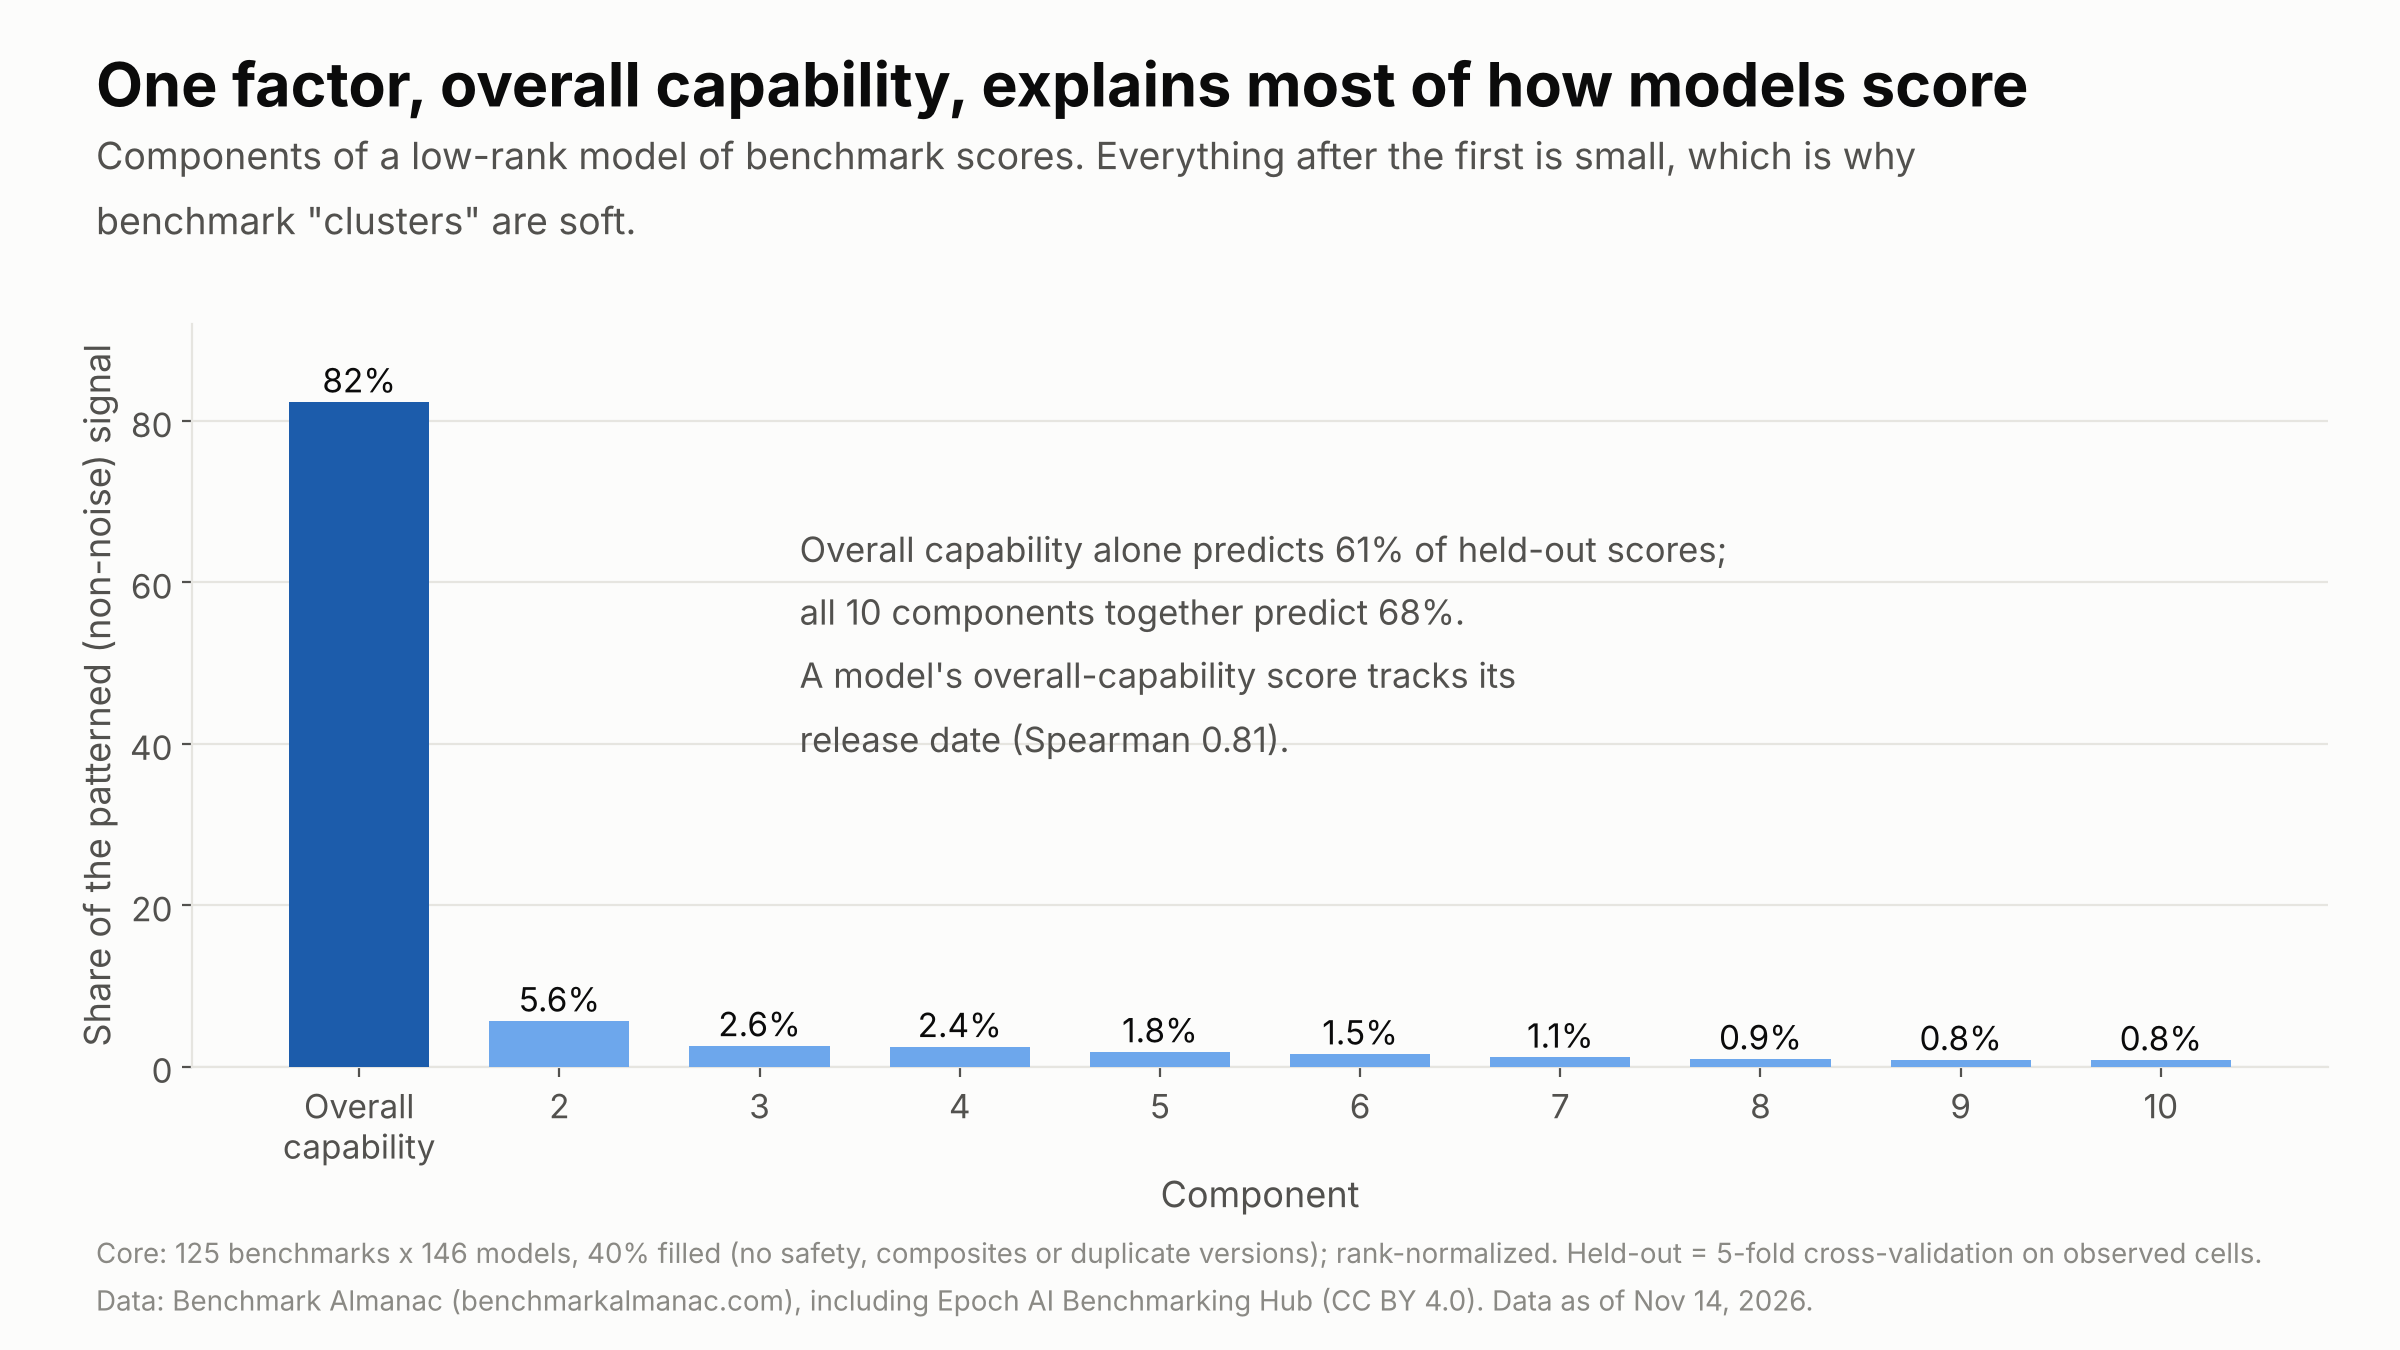 One factor, overall capability, explains most of how models score
Components of a low-rank model of benchmark scores. Everything after the first is small, which is why
benchmark "clusters" are soft.
Share of the patterned (non-noise) signal
80
60
40
20
0
82%
5.6%
2.6%
2.4%
1.8%
1.5%
1.1%
0.9%
0.8%
0.8%
Overall capability alone predicts 61% of held-out scores;
all 10 components together predict 68%.
A model's overall-capability score tracks its
release date (Spearman 0.81).
Overall
capability
2
3
4
5
6
7
8
9
10
Component
Core: 125 benchmarks x 146 models, 40% filled (no safety, composites or duplicate versions); rank-normalized. Held-out = 5-fold cross-validation on observed cells.
Data: Benchmark Almanac (benchmarkalmanac.com), including Epoch AI Benchmarking Hub (CC BY 4.0). Data as of Nov 14, 2026.